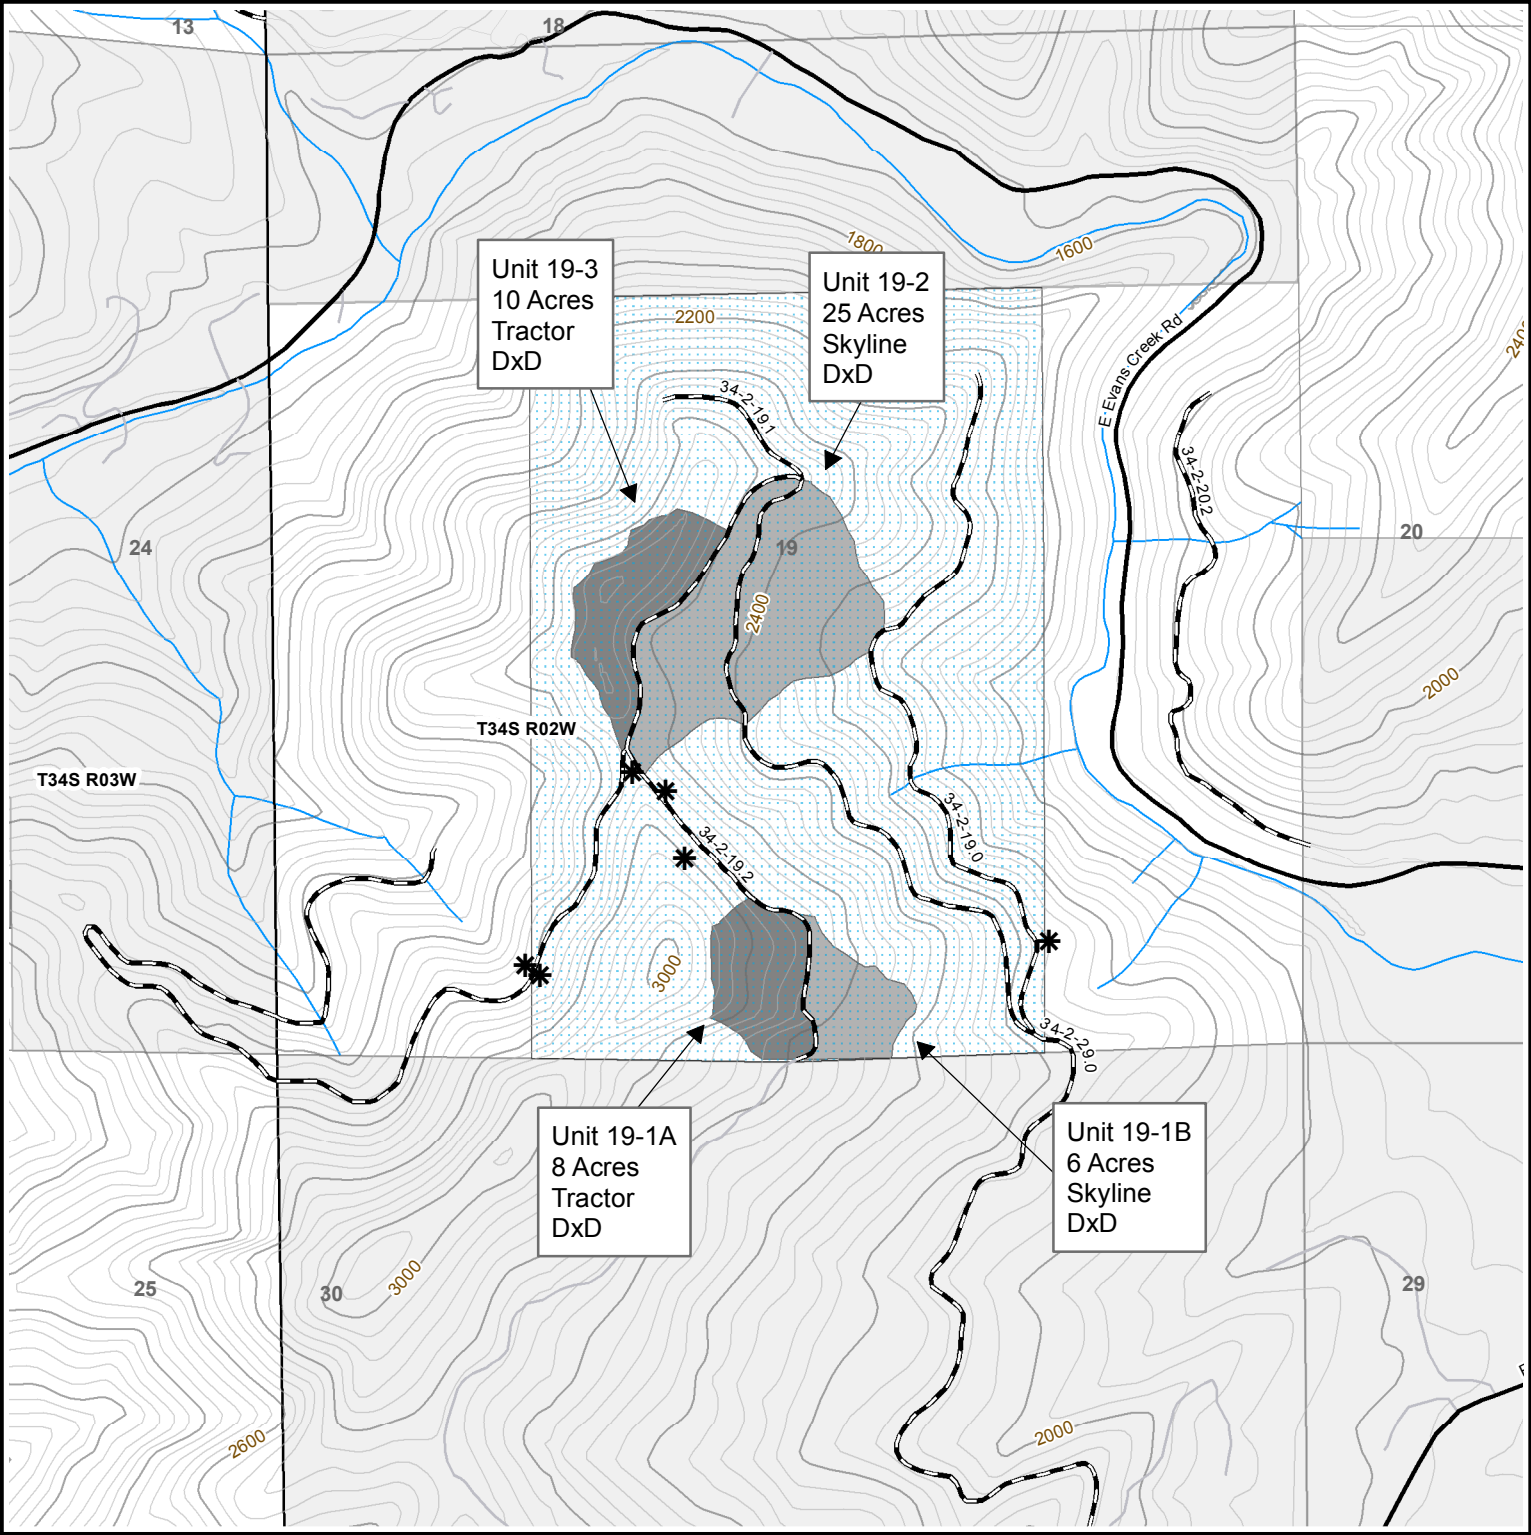 13
18
1800
1600
Unit 19-3
10 Acres
Tractor
DxD
Unit 19-2
25 Acres
Skyline
DxD
2200
E Evans Creek Rd
34-2-19.1
34-2-20.2
24
19
20
2400
2000
T34S R02W
T34S R03W
34-2-19.0
34-2-19.2
3000
34-2-29.0
Unit 19-1A
8 Acres
Tractor
DxD
Unit 19-1B
6 Acres
Skyline
DxD
25
30
3000
29
2600
2000